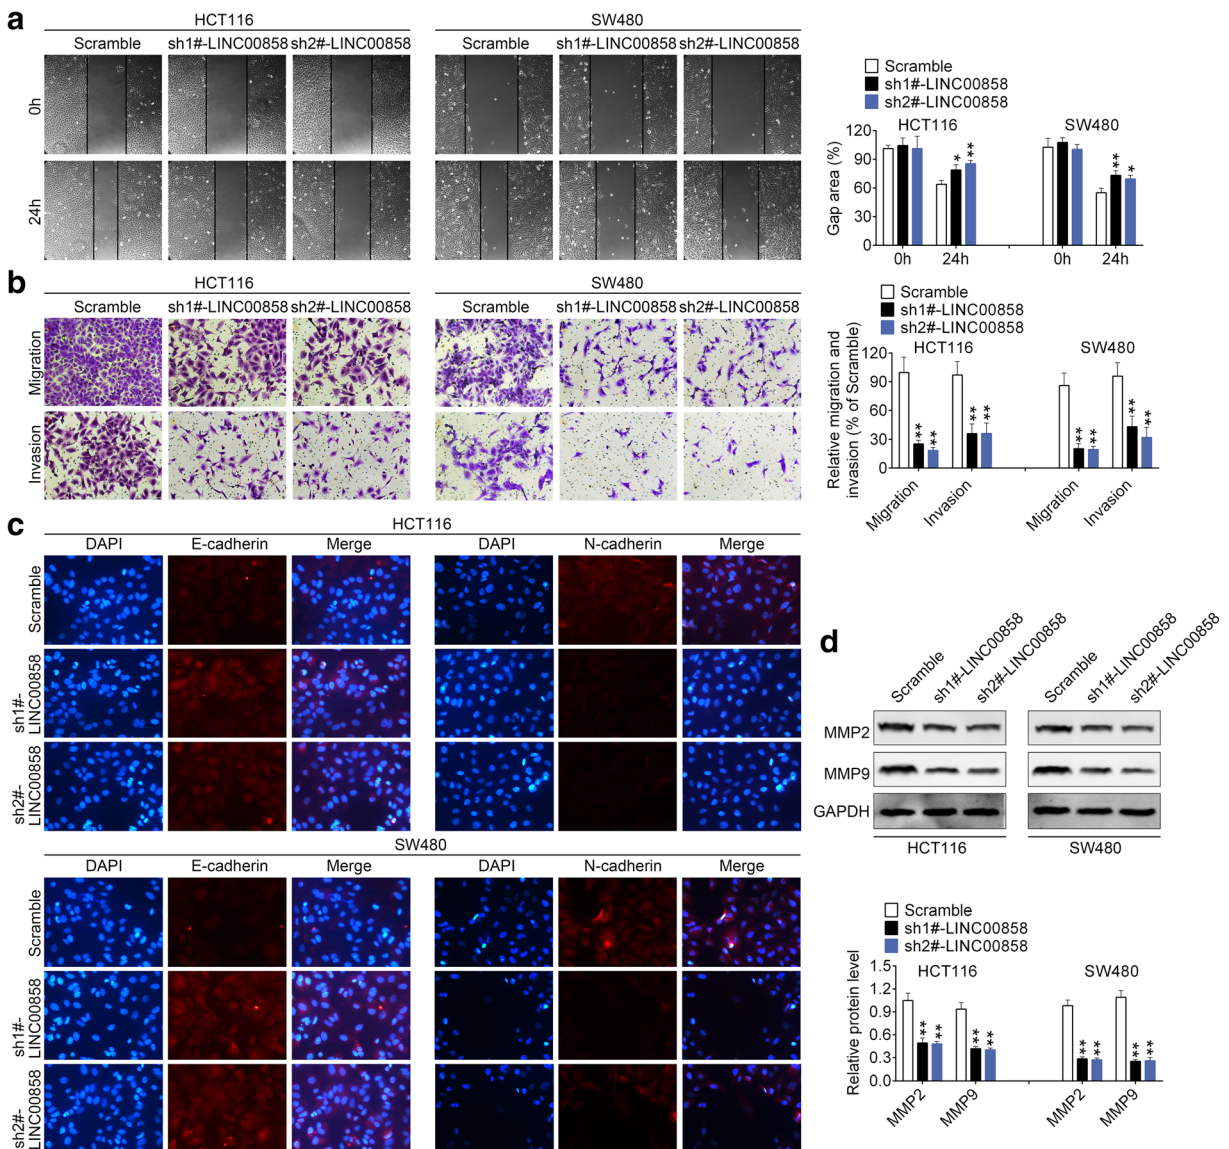 a
HCT116
SW480
Scramble sh1#-LINC00858 sh2#-LINC00858
Scramble sh1#-LINC00858 sh2#-LINC00858
0h
24h
Scramble
sh1#-LINC00858
sh2#-LINC00858
HCT116
SW480
Gap area (%)
120
90
60
30
0
0h 24h 0h 24h
* ** ** *
b
HCT116
SW480
Scramble sh1#-LINC00858 sh2#-LINC00858
Scramble sh1#-LINC00858 sh2#-LINC00858
Migration
Invasion
Scramble
sh1#-LINC00858
sh2#-LINC00858
HCT116
SW480
Relative migration and
invasion (% of Scramble)
120
90
60
30
0
** ** ** ** ** ** ** **
Migration Invasion Migration Invasion
c
HCT116
DAPI E-cadherin Merge
DAPI N-cadherin Merge
Scramble
sh1#-
LINC00858
sh2#-
LINC00858
SW480
DAPI E-cadherin Merge
DAPI N-cadherin Merge
Scramble
sh1#-
LINC00858
sh2#-
LINC00858
d
Scramble sh1#-LINC00858 sh2#-LINC00858
Scramble sh1#-LINC00858 sh2#-LINC00858
MMP2
MMP9
GAPDH
HCT116
SW480
Scramble
sh1#-LINC00858
sh2#-LINC00858
HCT116
SW480
Relative protein level
1.5
1.2
0.9
0.6
0.3
0.0
** ** ** ** ** ** ** **
MMP2 MMP9 MMP2 MMP9